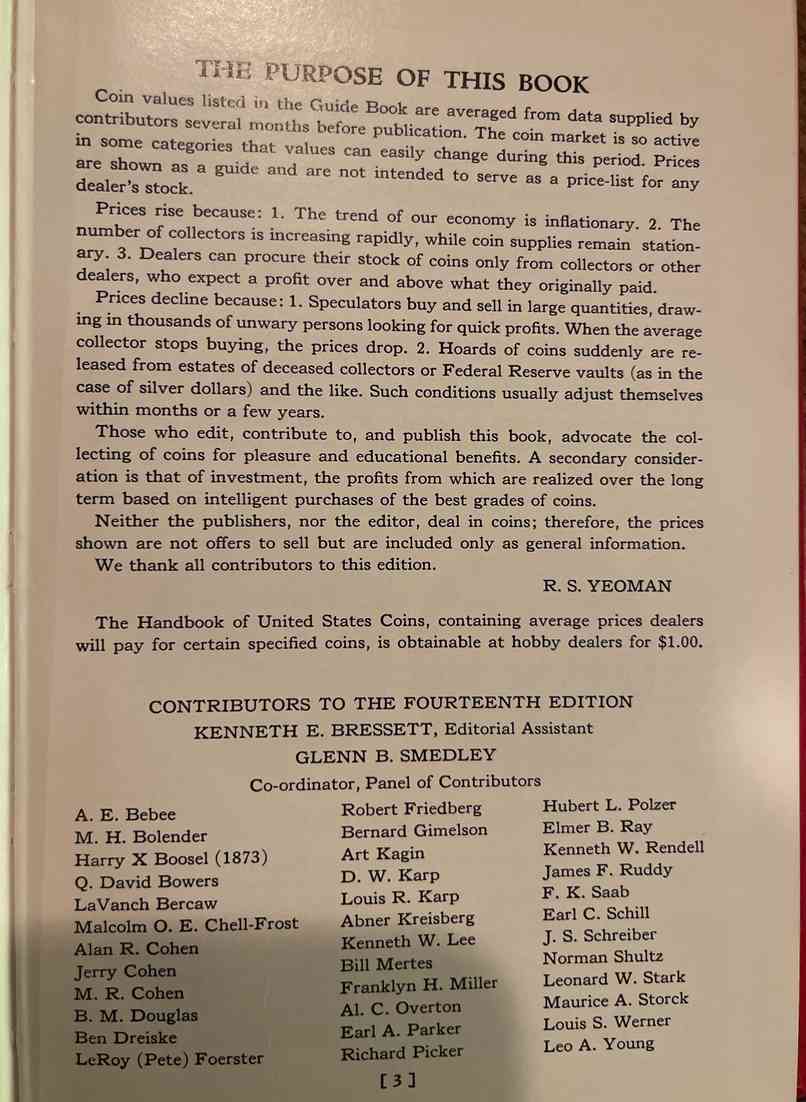 THE PURPOSE OF THIS BOOK
Coin values listed in the Guide Book are averaged from data supplied by
contributors several months before publication. The coin market is so active
in some categories that values can easily change during this period. Prices
are shown as a guide and are not intended to serve as a price-list for any
dealer's stock.
Prices rise because: 1. The trend of our economy is inflationary. 2. The
number of collectors is increasing rapidly, while coin supplies remain station-
ary. 3. Dealers can procure their stock of coins only from collectors or other
dealers, who expect a profit over and above what they originally paid.
Prices decline because: 1. Speculators buy and sell in large quantities, draw-
ing in thousands of unwary persons looking for quick profits. When the average
collector stops buying, the prices drop. 2. Hoards of coins suddenly are re-
leased from estates of deceased collectors or Federal Reserve vaults (as in the
case of silver dollars) and the like. Such conditions usually adjust themselves
within months or a few years.
Those who edit, contribute to, and publish this book, advocate the col-
lecting of coins for pleasure and educational benefits. A secondary consider-
ation is that of investment, the profits from which are realized over the long
term based on intelligent purchases of the best grades of coins.
Neither the publishers, nor the editor, deal in coins; therefore, the prices
shown are not offers to sell but are included only as general information.
We thank all contributors to this edition.
R. S. YEOMAN
The Handbook of United States Coins, containing average prices dealers
will pay for certain specified coins, is obtainable at hobby dealers for $1.00.
CONTRIBUTORS TO THE FOURTEENTH EDITION
KENNETH E. BRESSETT, Editorial Assistant
GLENN B. SMEDLEY
Co-ordinator, Panel of Contributors
A. E. Bebee
M. H. Bolender
Harry X Boosel (1873)
Q. David Bowers
LaVanch Bercaw
Malcolm O. E. Chell-Frost
Alan R. Cohen
Jerry Cohen
M. R. Cohen
B. M. Douglas
Ben Dreiske
LeRoy (Pete) Foerster
Robert Friedberg
Bernard Gimelson
Art Kagin
D. W. Karp
Louis R. Karp
Abner Kreisberg
Kenneth W. Lee
Bill Mertes
Franklyn H. Miller
Al. C. Overton
Earl A. Parker
Richard Picker
Hubert L. Polzer
Elmer B. Ray
Kenneth W. Rendell
James F. Ruddy
F. K. Saab
Earl C. Schill
J. S. Schreiber
Norman Shultz
Leonard W. Stark
Maurice A. Storck
Louis S. Werner
Leo A. Young
[ 3 ]